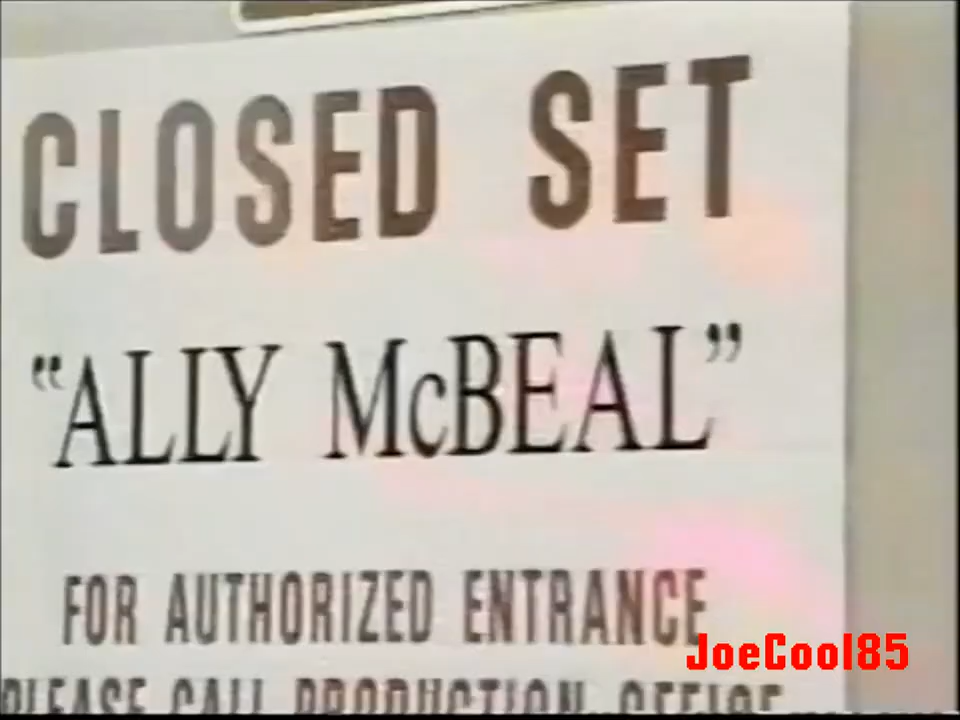 CLOSED SET
“ALLY McBEAL”
FOR AUTHORIZED ENTRANCE
PLEASE CALL PRODUCTION OFFICE
JoeCool85